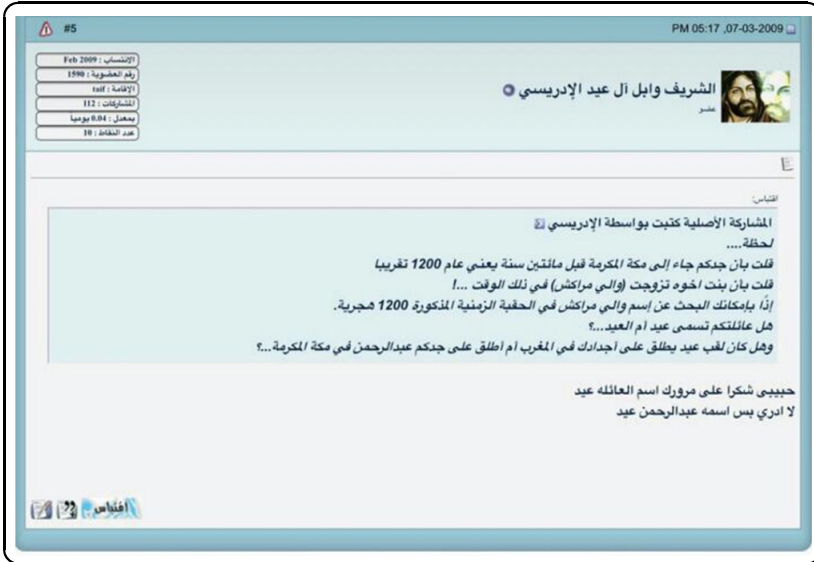 #5
07-03-2009, 05:17 PM
الإنتساب : Feb 2009
رقم العضوية : 1590
الإقامة : taif
المشاركات : 112
بمعدل : 0.04 يومياً
عدد النقاط : 10
الشريف وابل آل عيد الإدريسي
عضو
اقتباس:
المشاركة الأصلية كتبت بواسطة الإدريسي
لحظة....
قلت بان جدكم جاء إلى مكة المكرمة قبل مائتين سنة يعني عام 1200 تقريبا
قلت بان بنت اخوه تزوجت (والي مراكش) في ذلك الوقت ...!
إذًا بإمكانك البحث عن إسم والي مراكش في الحقبة الزمنية المذكورة 1200 هجرية.
هل عائلتكم تسمى عيد أم العيد...؟
وهل كان لقب عيد يطلق على أجدادك في المغرب أم أطلق على جدكم عبدالرحمن في مكة المكرمة...؟
حبيبى شكرا على مرورك اسم العائله عيد
لا ادري بس اسمه عبدالرحمن عيد
اقتباس